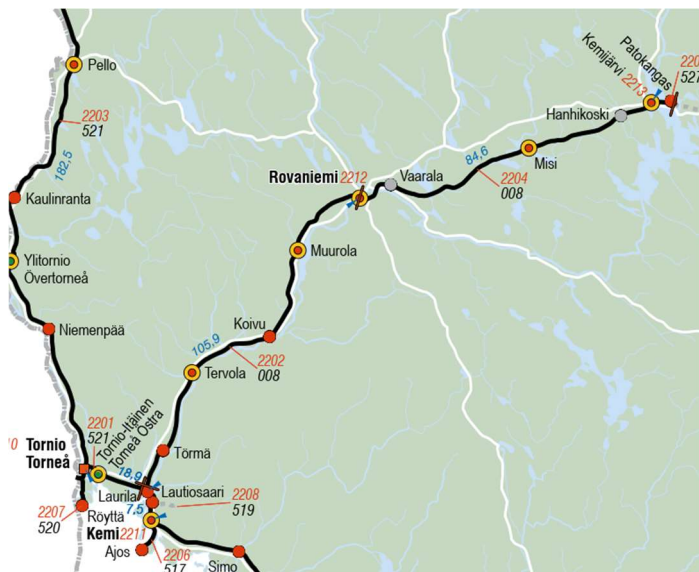 Pello
2203
521
182,5
Kaulinranta
Ylitornio
Övertorneå
Niemenpää
Patokangas
Kemijärvi 2213
220
527
Hanhikoski
84,6
Misi
Rovaniemi 2212
Vaarala
2204
008
Muurola
Koivu
105,9
2202
008
Tervola
2201
521
Tornio-Itäinen
Torneå Östra
10
Tornio
Torneå
Törmä
18,9
Laurila
Lautiosaari
7,5
2208
519
2207
520
Röyttä
Kemi 2211
Ajos
2206
517
Simo